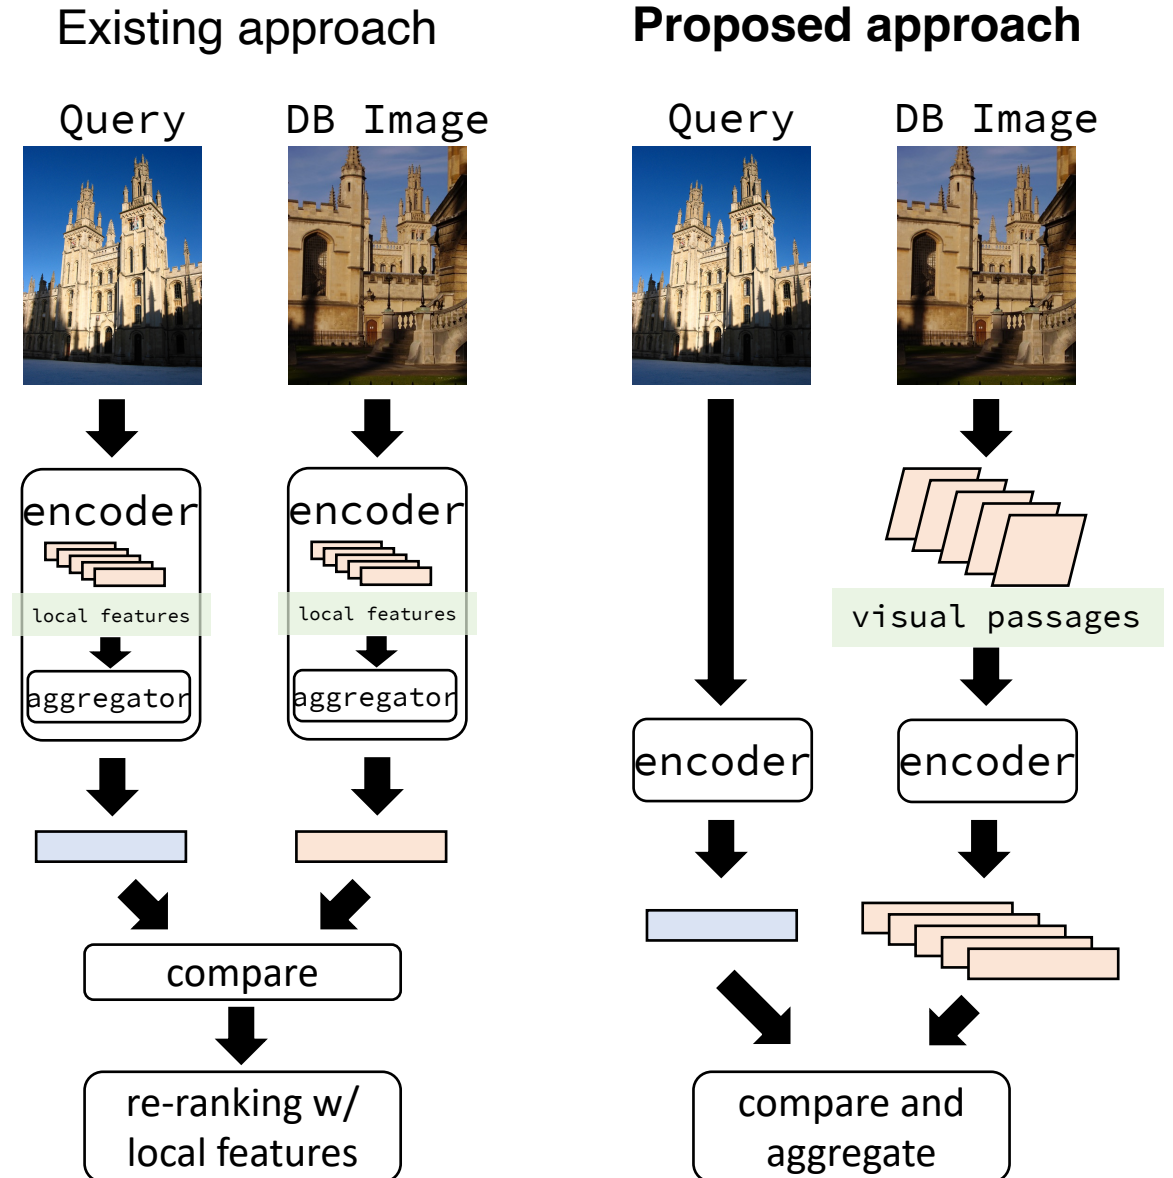 Existing approach
Query
DB Image
encoder
local features
aggregator
encoder
local features
aggregator
compare
re-ranking w/
local features
Proposed approach
Query
DB Image
visual passages
encoder
encoder
compare and
aggregate